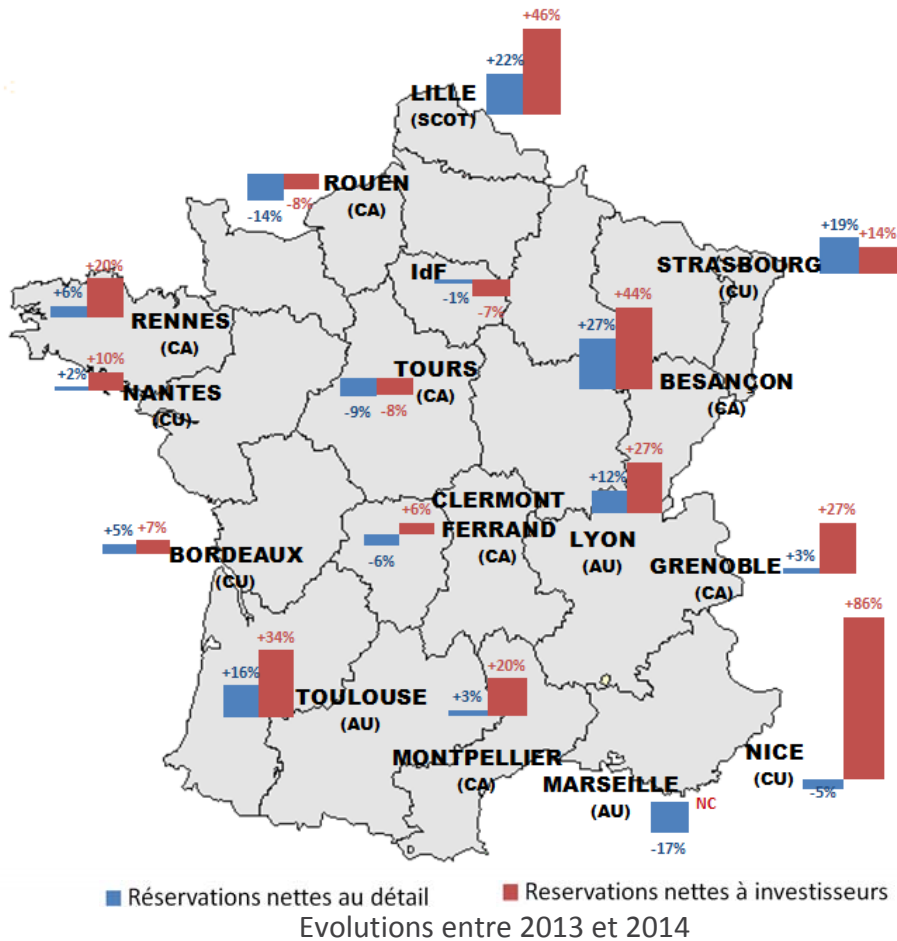 +46%
+22%
LILLE
(SCOT)
ROUEN
(CA)
-14%
-8%
+19%
+14%
STRASBOURG
(CU)
IdF
-1%
-7%
+20%
+6%
RENNES
(CA)
+44%
+27%
BESANÇON
(CA)
+10%
+2%
NANTES
(CU)
TOURS
(CA)
-9%
-8%
+27%
+12%
LYON
(AU)
CLERMONT
FERRAND
(CA)
+6%
-6%
+5%
+7%
BORDEAUX
(CU)
+27%
+3%
GRENOBLE
(CA)
+86%
-5%
NICE
(CU)
+34%
+16%
TOULOUSE
(AU)
+20%
+3%
MONTPELLIER
(CA)
MARSEILLE
(AU)
NC
-17%
D
Réservations nettes au détail
Reservations nettes à investisseurs
Evolutions entre 2013 et 2014